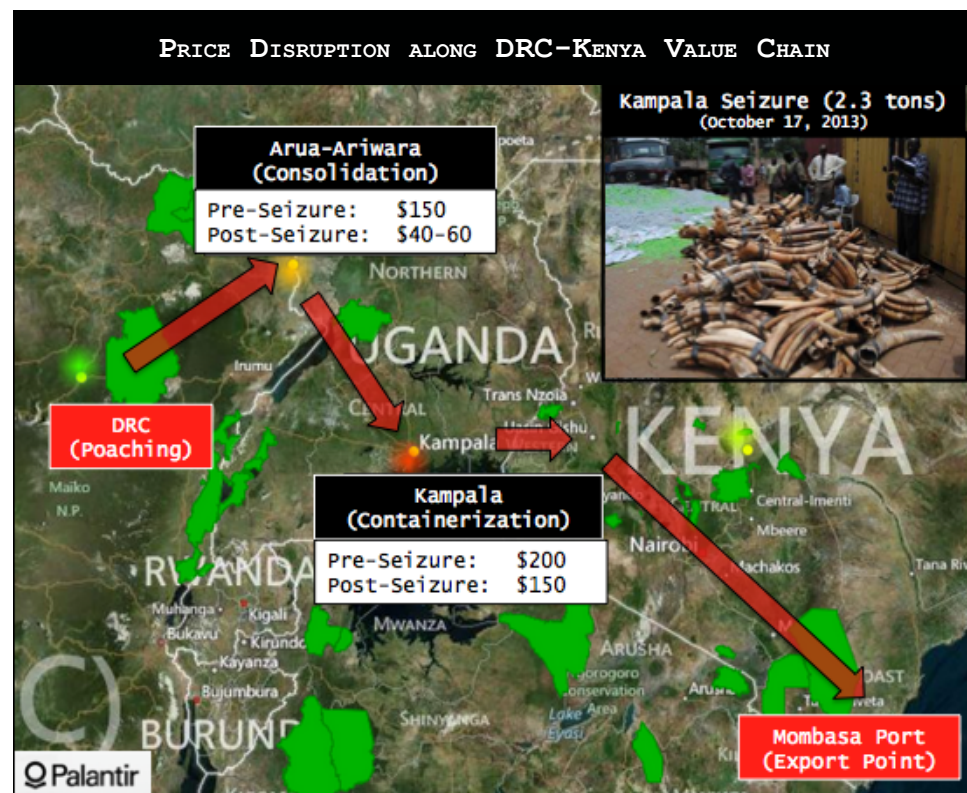 PRICE DISRUPTION ALONG DRC-KENYA VALUE CHAIN
Kampala Seizure (2.3 tons)
(October 17, 2013)
Arua-Ariwara
(Consolidation)
Pre-Seizure: $150
Post-Seizure: $40-60
NORTHERN
UGANDA
Irumu
Trans Nzoia
CENTRAL
Kampala
DRC
(Poaching)
KENYA
Maiko
N.P.
Kampala
(Containerization)
Pre-Seizure: $200
Post-Seizure: $150
Central-Imenti
Mbeere
Nairobi
Machakos
Tana Riv
RWANDA
Muhanga
Kigali
Bukavu
Kirundo
Kayanza
MWANZA
ARUSHA
Conservation
Area
Bujumbura
BURUND
SHINYANGA
Lake
Eyasi
Mombasa Port
(Export Point)
Palantir